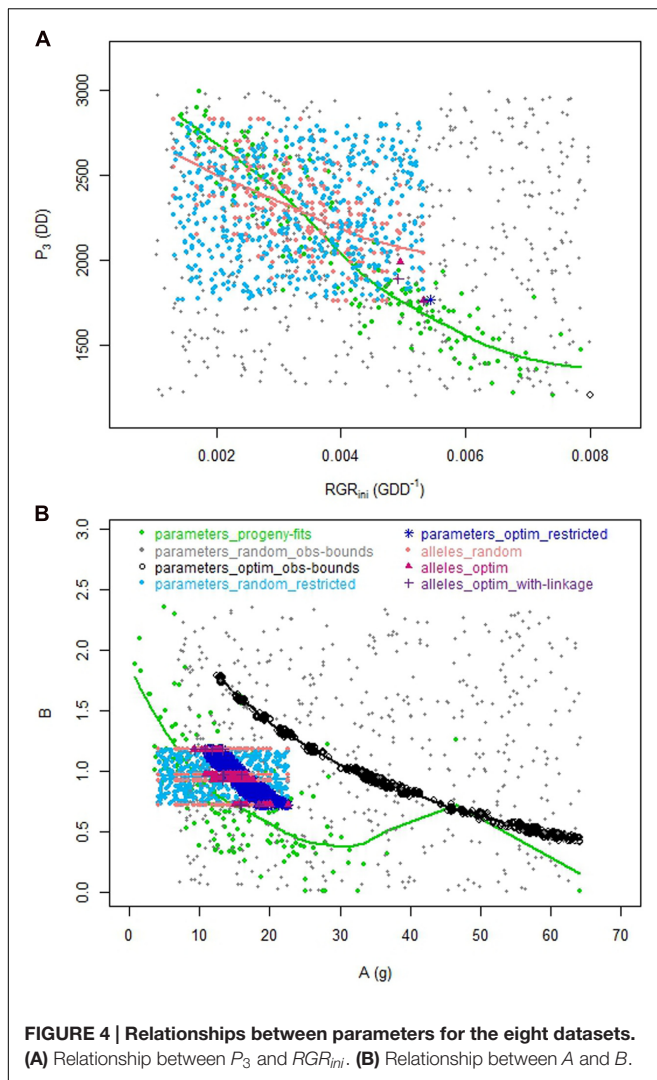 A
3000
2500
2000
1500
P3 (DD)
0.002 0.004 0.006 0.008
RGRini (GDD-1)
B
3.0
2.5
2.0
1.5
1.0
0.5
0.0
B
parameters_progeny-fits
parameters_random_obs-bounds
parameters_optim_obs-bounds
parameters_random_restricted
parameters_optim_restricted
alleles_random
alleles_optim
alleles_optim_with-linkage
0 10 20 30 40 50 60 70
A (g)
FIGURE 4 | Relationships between parameters for the eight datasets.
(A) Relationship between P3 and RGRini. (B) Relationship between A and B.